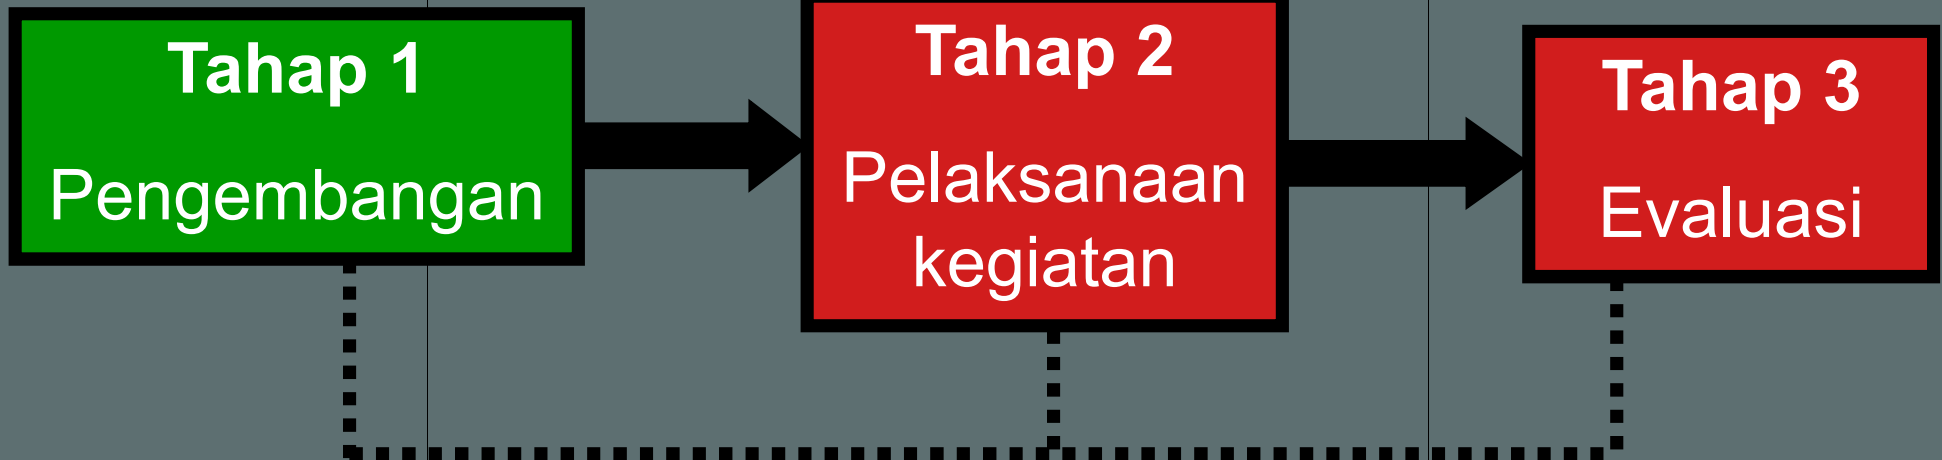 Tahap 1
Pengembangan
Tahap 2
Pelaksanaan
kegiatan
Tahap 3
Evaluasi